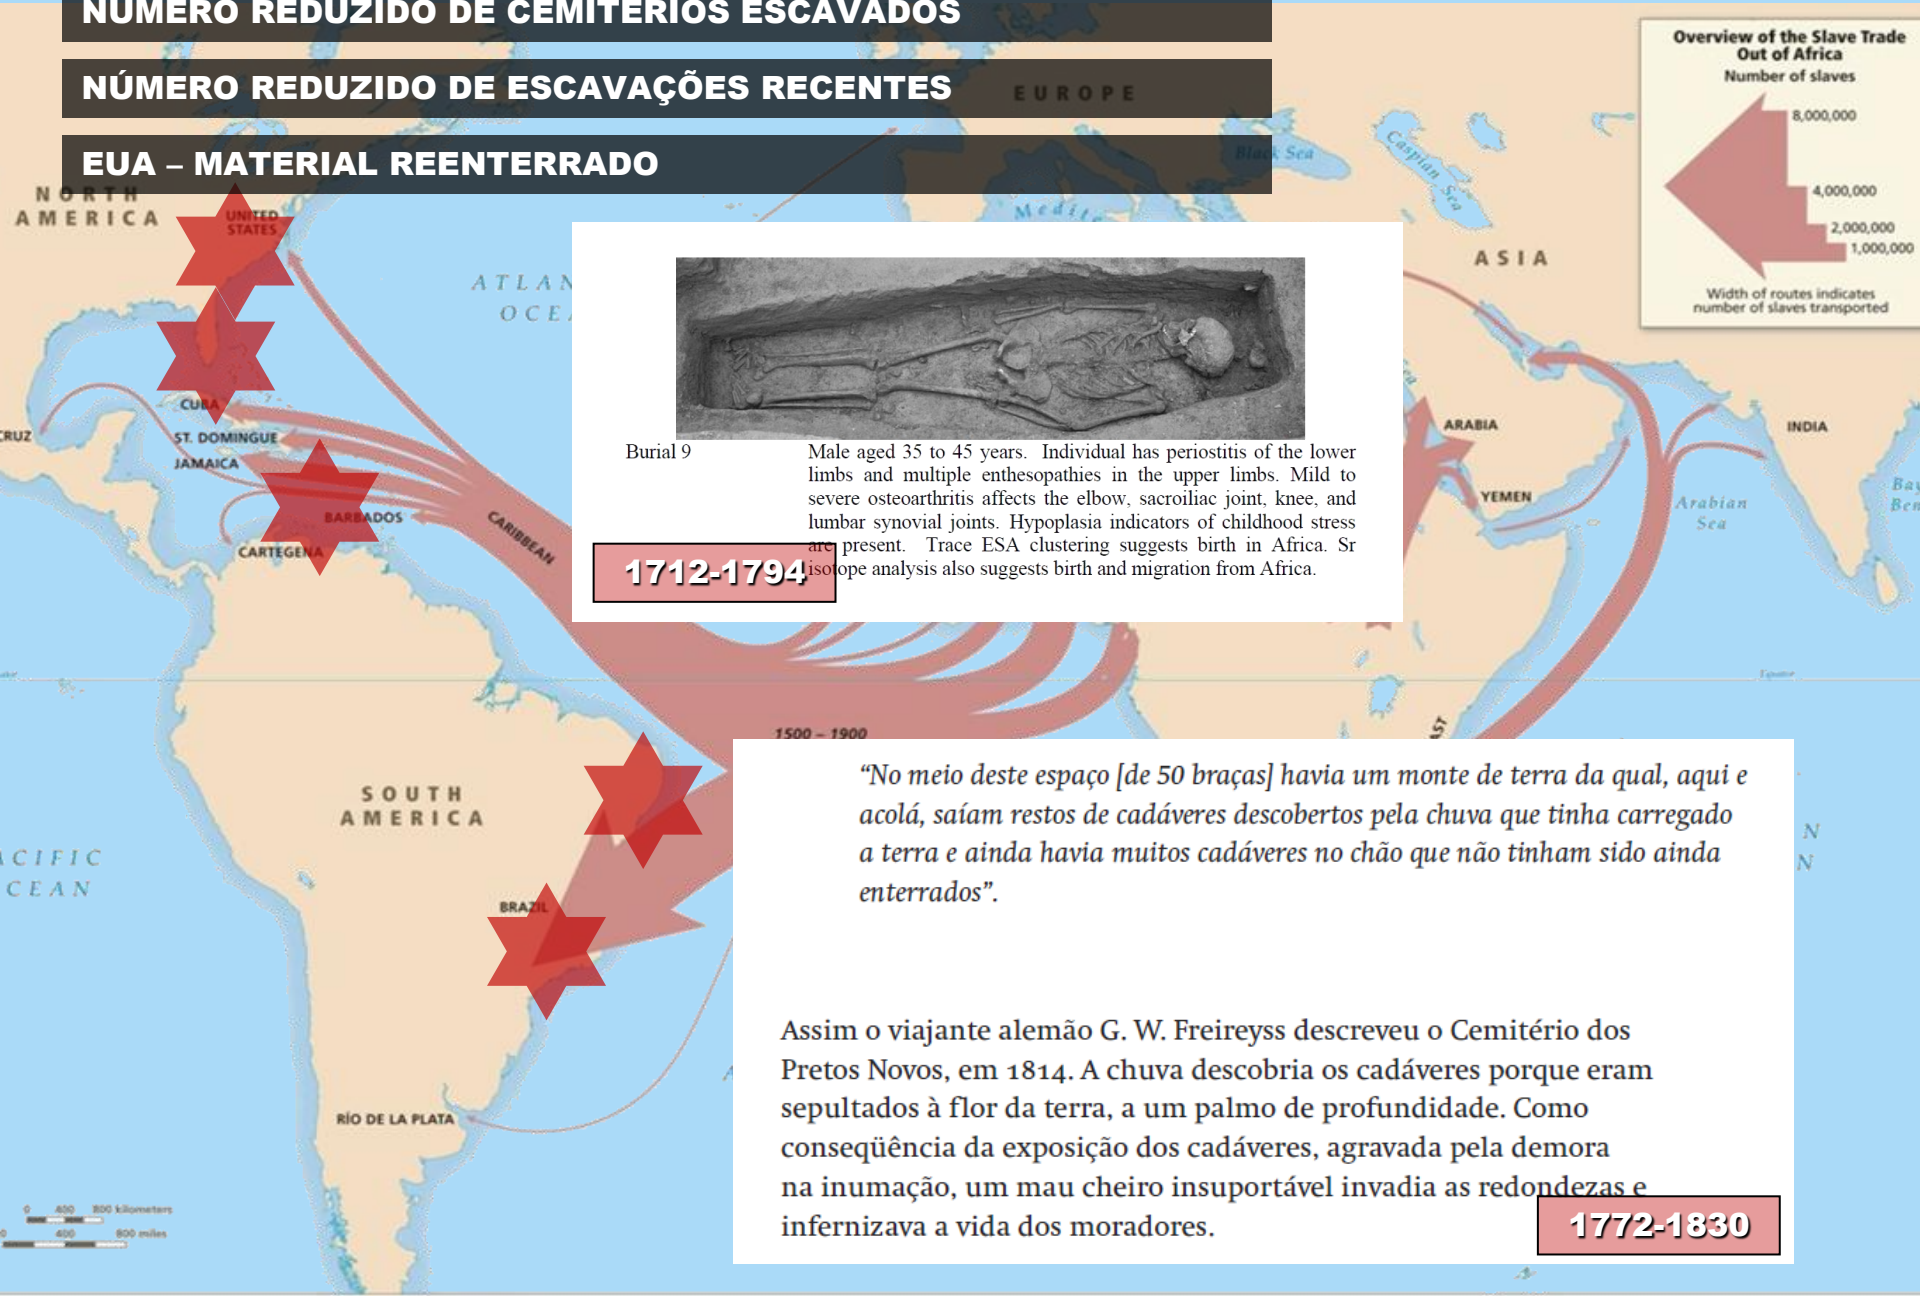 NÚMERO REDUZIDO DE CEMITÉRIOS ESCAVADOS
NÚMERO REDUZIDO DE ESCAVAÇÕES RECENTES
EUA – MATERIAL REENTERRADO
Overview of the Slave Trade
Out of Africa
Number of slaves
8,000,000
4,000,000
2,000,000
1,000,000
Width of routes indicates
number of slaves transported
EUROPE
Black Sea
Caspian Sea
NORTH
AMERICA
UNITED
STATES
ASIA
CUBA
ST. DOMINGUE
JAMAICA
BARBADOS
CARTEGENA
CARIBBEAN
ARABIA
INDIA
YEMEN
Arabian
Sea
Burial 9
Male aged 35 to 45 years. Individual has periostitis of the lower
limbs and multiple enthesopathies in the upper limbs. Mild to
severe osteoarthritis affects the elbow, sacroiliac joint, knee, and
lumbar synovial joints. Hypoplasia indicators of childhood stress
are present. Trace ESA clustering suggests birth in Africa. Sr
isotope analysis also suggests birth and migration from Africa.
1712-1794
1500 – 1900
Equator
SOUTH
AMERICA
BRAZIL
RÍO DE LA PLATA
“No meio deste espaço [de 50 braças] havia um monte de terra da qual, aqui e
acolá, saíam restos de cadáveres descobertos pela chuva que tinha carregado
a terra e ainda havia muitos cadáveres no chão que não tinham sido ainda
enterrados”.
Assim o viajante alemão G. W. Freireyss descreveu o Cemitério dos
Pretos Novos, em 1814. A chuva descobria os cadáveres porque eram
sepultados à flor da terra, a um palmo de profundidade. Como
conseqüência da exposição dos cadáveres, agravada pela demora
na inumação, um mau cheiro insuportável invadia as redondezas e
infernizava a vida dos moradores.
1772-1830
0 400 800 kilometers
0 400 800 miles